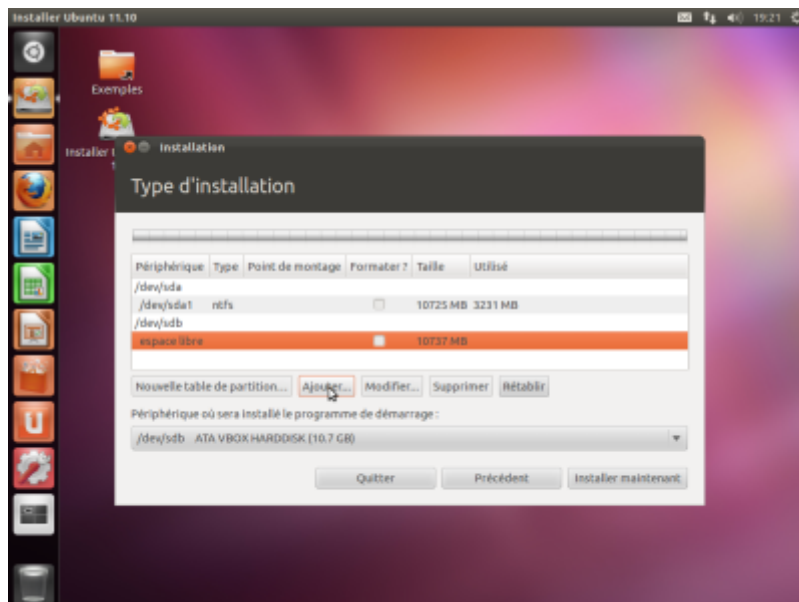 Installer Ubuntu 11.10 19:21
Exemples
Installer
Installation
Type d'installation
Périphérique Type Point de montage Formater ? Taille Utilisé
/dev/sda
/dev/sda1 ntfs 10725 MB 3231 MB
/dev/sdb
espace libre 10737 MB
Nouvelle table de partition... Ajouter... Modifier... Supprimer Rétablir
Périphérique où sera installé le programme de démarrage :
/dev/sdb ATA VBOX HARDDISK (10.7 GB)
Quitter Précédent Installer maintenant